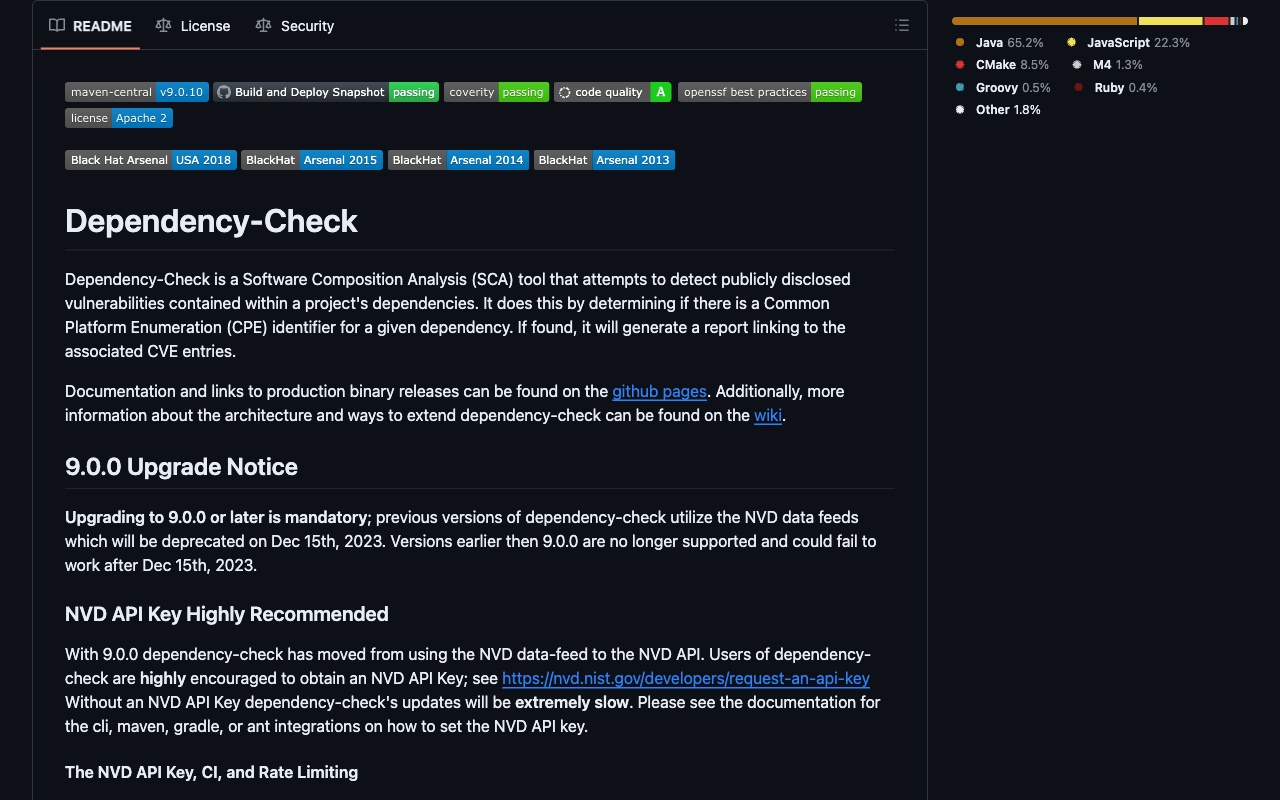 README License Security
maven-central v9.0.10 Build and Deploy Snapshot passing coverity passing code quality A openssf best practices passing
license Apache 2
Black Hat Arsenal USA 2018 BlackHat Arsenal 2015 BlackHat Arsenal 2014 BlackHat Arsenal 2013
Dependency-Check
Dependency-Check is a Software Composition Analysis (SCA) tool that attempts to detect publicly disclosed
vulnerabilities contained within a project's dependencies. It does this by determining if there is a Common
Platform Enumeration (CPE) identifier for a given dependency. If found, it will generate a report linking to the
associated CVE entries.
Documentation and links to production binary releases can be found on the github pages. Additionally, more
information about the architecture and ways to extend dependency-check can be found on the wiki.
9.0.0 Upgrade Notice
Upgrading to 9.0.0 or later is mandatory; previous versions of dependency-check utilize the NVD data feeds
which will be deprecated on Dec 15th, 2023. Versions earlier then 9.0.0 are no longer supported and could fail to
work after Dec 15th, 2023.
NVD API Key Highly Recommended
With 9.0.0 dependency-check has moved from using the NVD data-feed to the NVD API. Users of dependency-
check are highly encouraged to obtain an NVD API Key; see https://nvd.nist.gov/developers/request-an-api-key
Without an NVD API Key dependency-check's updates will be extremely slow. Please see the documentation for
the cli, maven, gradle, or ant integrations on how to set the NVD API key.
The NVD API Key, CI, and Rate Limiting
Java 65.2% JavaScript 22.3%
CMake 8.5% M4 1.3%
Groovy 0.5% Ruby 0.4%
Other 1.8%